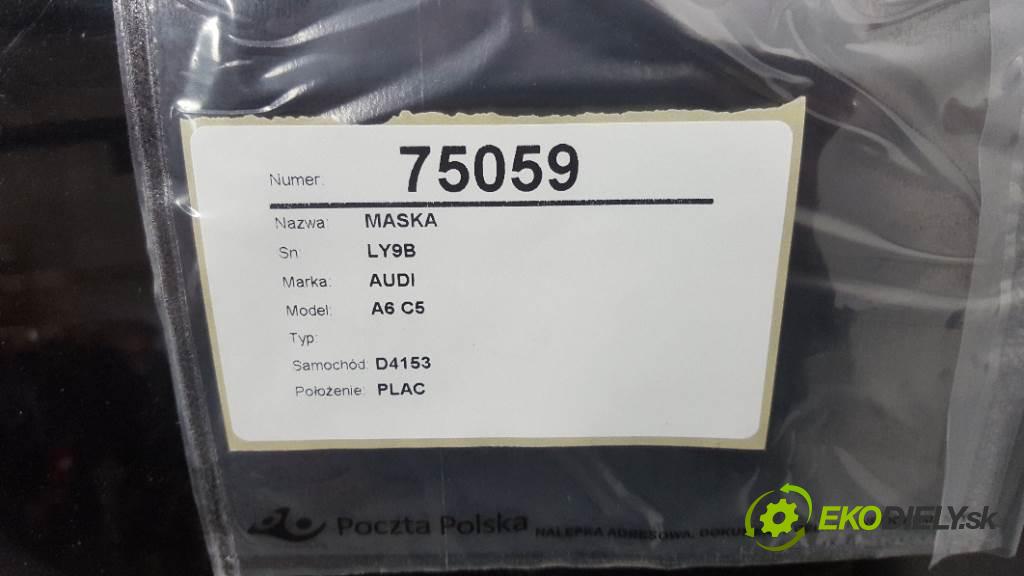 Numer: 75059
Nazwa: MASKA
Sn: LY9B
Marka: AUDI
Model: A6 C5
Typ:
Samochód: D4153
Położenie: PLAC
Poczta Polska NALEPKA ADRESOWA.
EKODIELY.sk